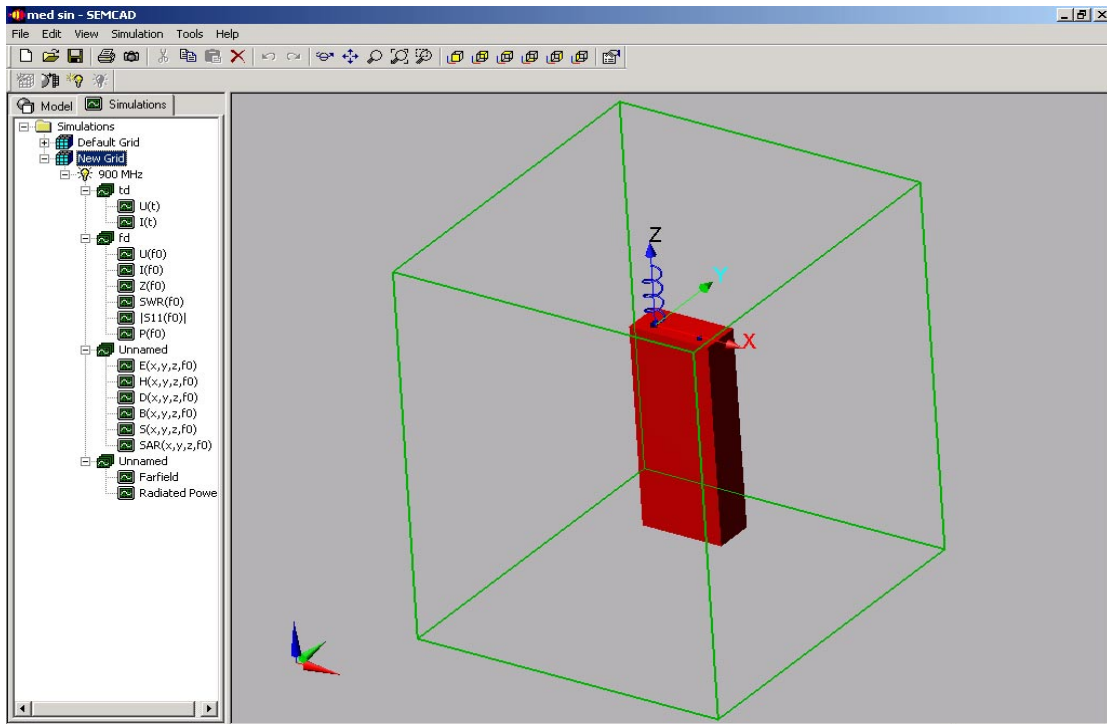 med sin - SEMCAD
File Edit View Simulation Tools Help
Model Simulations
Simulations
Default Grid
New Grid
900 MHz
td
U(t)
I(t)
fd
U(f0)
I(f0)
Z(f0)
SWR(f0)
|S11(f0)|
P(f0)
Unnamed
E(x,y,z,f0)
H(x,y,z,f0)
D(x,y,z,f0)
B(x,y,z,f0)
S(x,y,z,f0)
SAR(x,y,z,f0)
Unnamed
Farfield
Radiated Powe
Z
Y
X